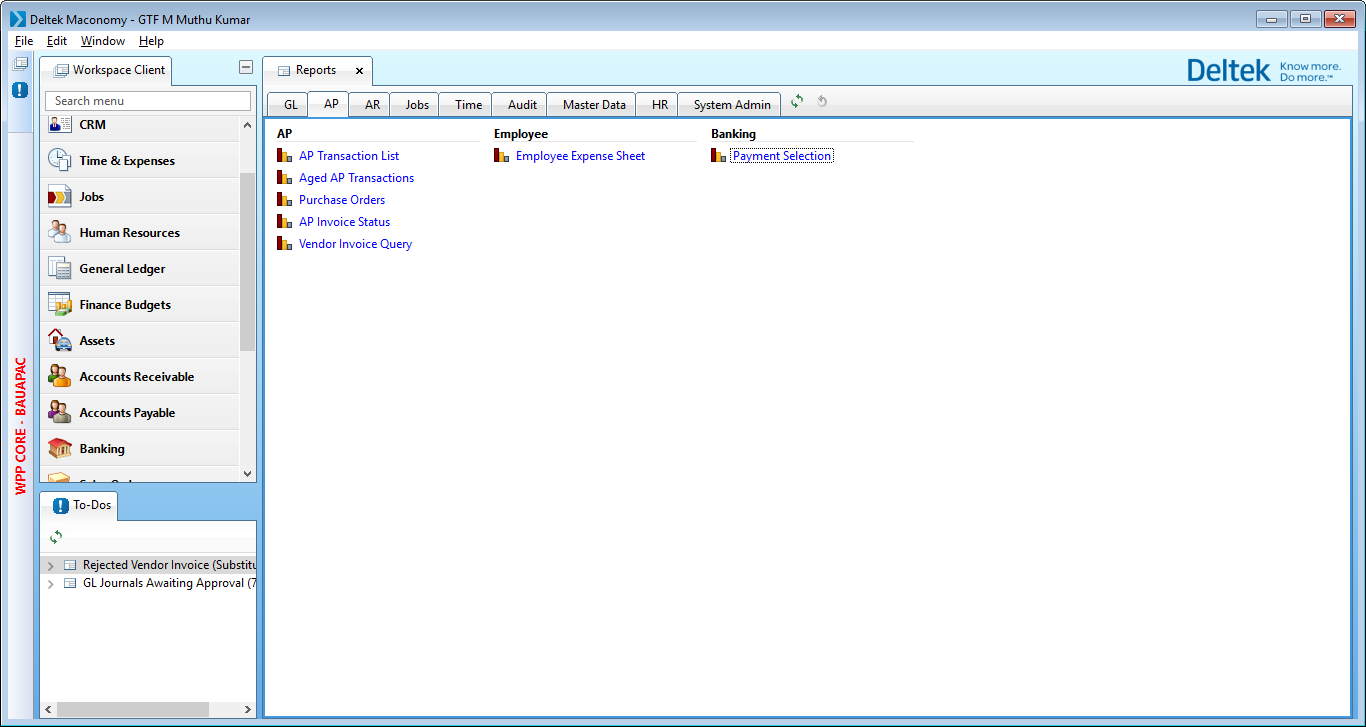 Deltek Maconomy - GTF M Muthu Kumar
File Edit Window Help
Workspace Client
Reports
Deltek Know more.
Do more.™
Search menu
GL AP AR Jobs Time Audit Master Data HR System Admin
CRM
Time & Expenses
Jobs
Human Resources
General Ledger
Finance Budgets
Assets
Accounts Receivable
Accounts Payable
Banking
AP
AP Transaction List
Aged AP Transactions
Purchase Orders
AP Invoice Status
Vendor Invoice Query
Employee
Employee Expense Sheet
Banking
Payment Selection
WPP CORE - BAUAPAC
To-Dos
Rejected Vendor Invoice (Substitu
GL Journals Awaiting Approval (7